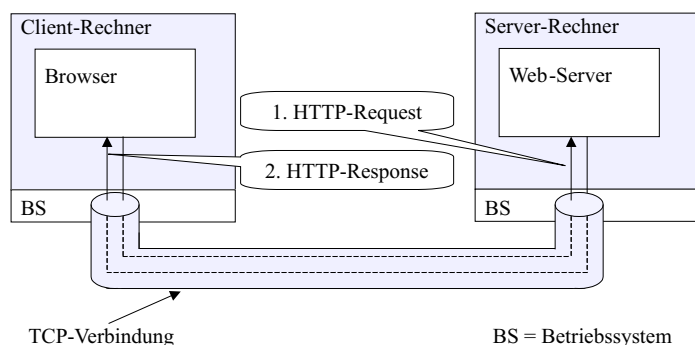 Client-Rechner
Server-Rechner
Browser
Web-Server
1. HTTP-Request
2. HTTP-Response
BS
BS
TCP-Verbindung
BS = Betriebssystem